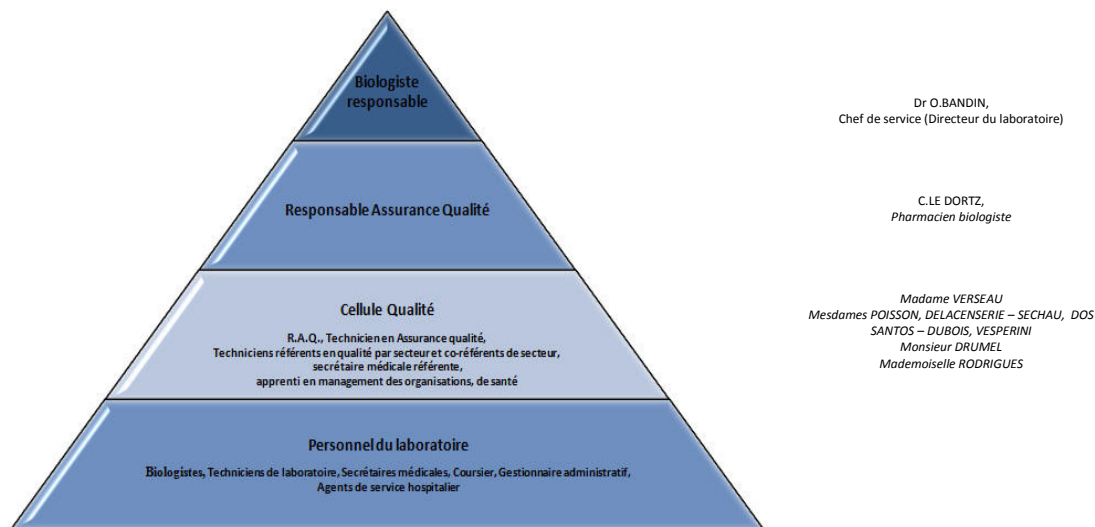 Biologiste
responsable
Dr O.BANDIN,
Chef de service (Directeur du laboratoire)
Responsable Assurance Qualité
C.LE DORTZ,
Pharmacien biologiste
Cellule Qualité
R.A.Q., Technicien en Assurance qualité,
Techniciens référents en qualité par secteur et co-référents de secteur,
secrétaire médicale référente,
apprenti en management des organisations, de santé
Madame VERSEAU
Mesdames POISSON, DELACENSERIE – SECHAU, DOS
SANTOS – DUBOIS, VESPERINI
Monsieur DRUMEL
Mademoiselle RODRIGUES
Personnel du laboratoire
Biologistes, Techniciens de laboratoire, Secrétaires médicales, Coursier, Gestionnaire administratif,
Agents de service hospitalier